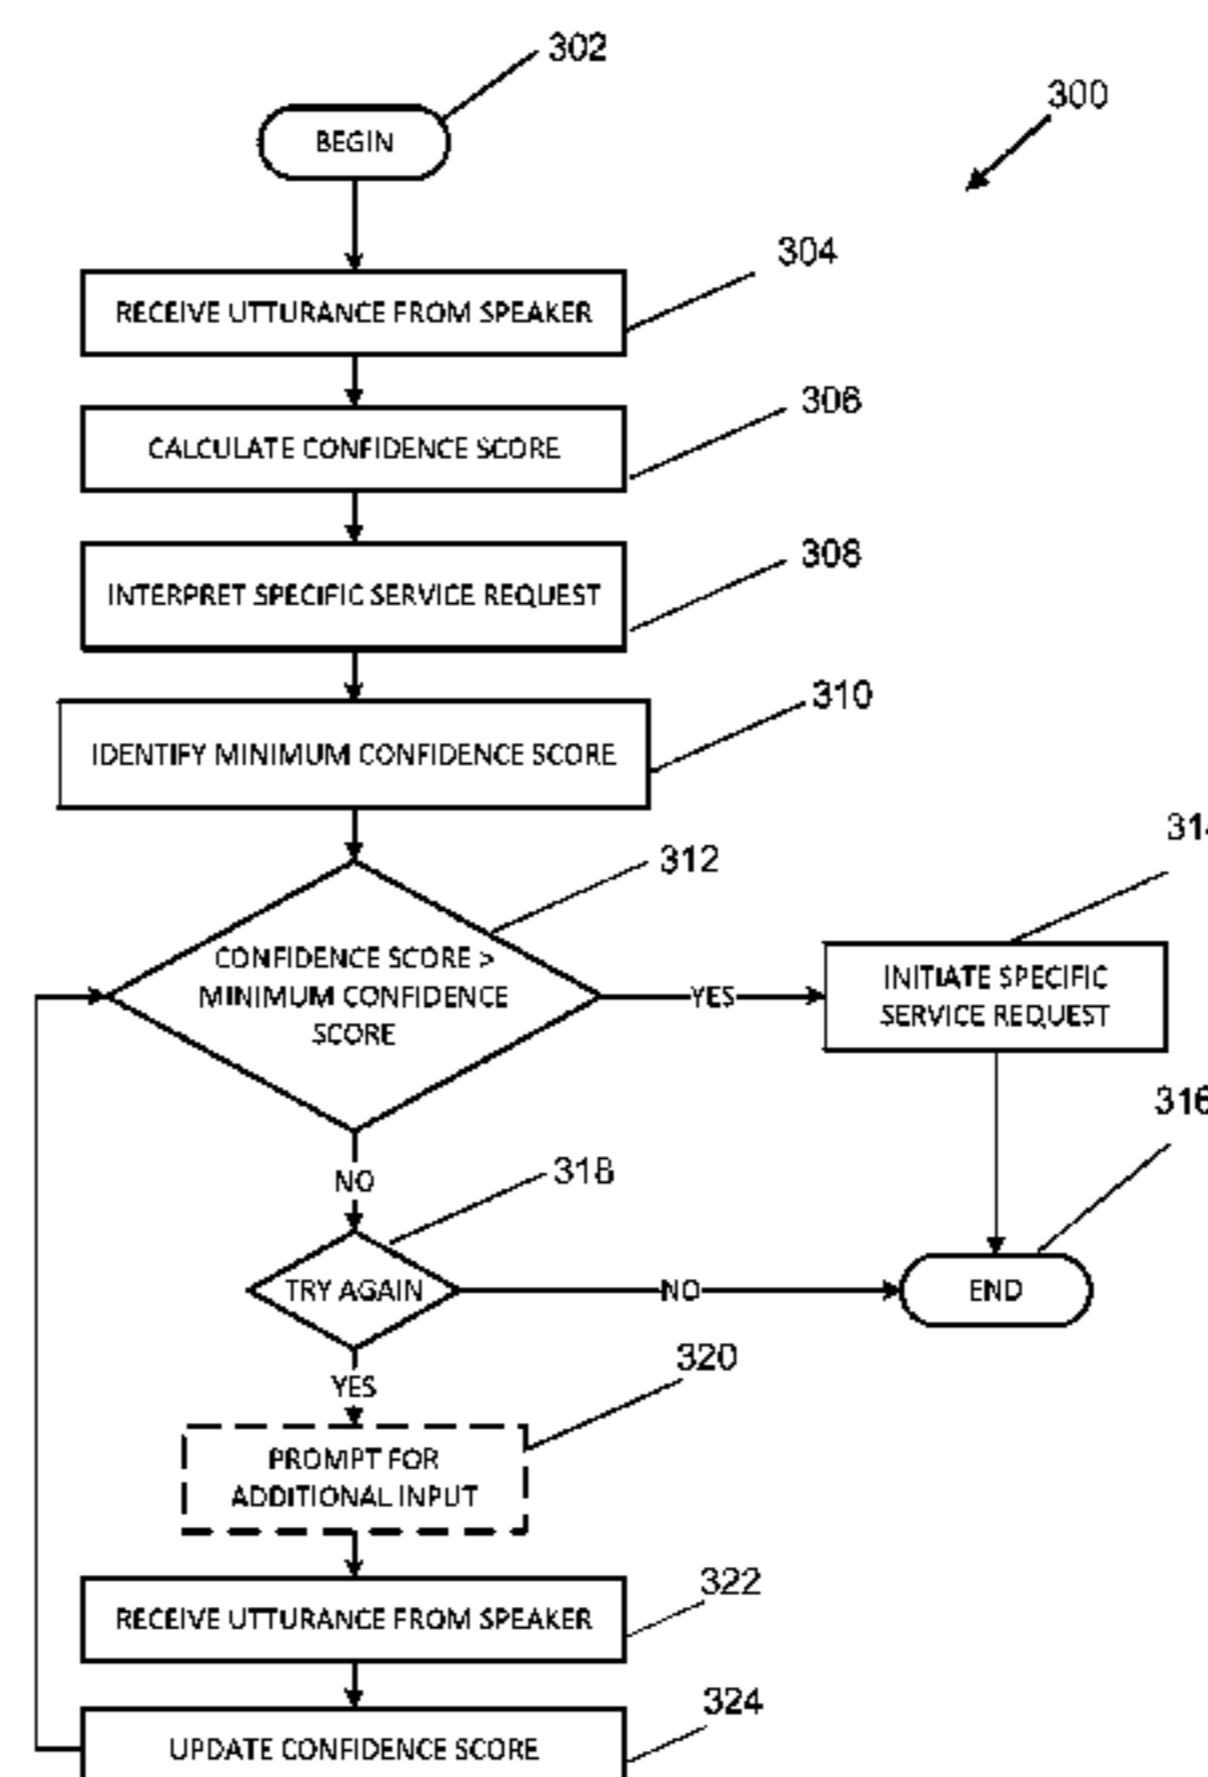 302
300
BEGIN
304
RECEIVE UTTURANCE FROM SPEAKER
306
CALCULATE CONFIDENCE SCORE
308
INTERPRET SPECIFIC SERVICE REQUEST
310
IDENTIFY MINIMUM CONFIDENCE SCORE
312
CONFIDENCE SCORE >
MINIMUM CONFIDENCE
SCORE
YES
314
INITIATE SPECIFIC
SERVICE REQUEST
316
NO
318
TRY AGAIN
NO
END
YES
320
PROMPT FOR
ADDITIONAL INPUT
322
RECEIVE UTTURANCE FROM SPEAKER
324
UPDATE CONFIDENCE SCORE